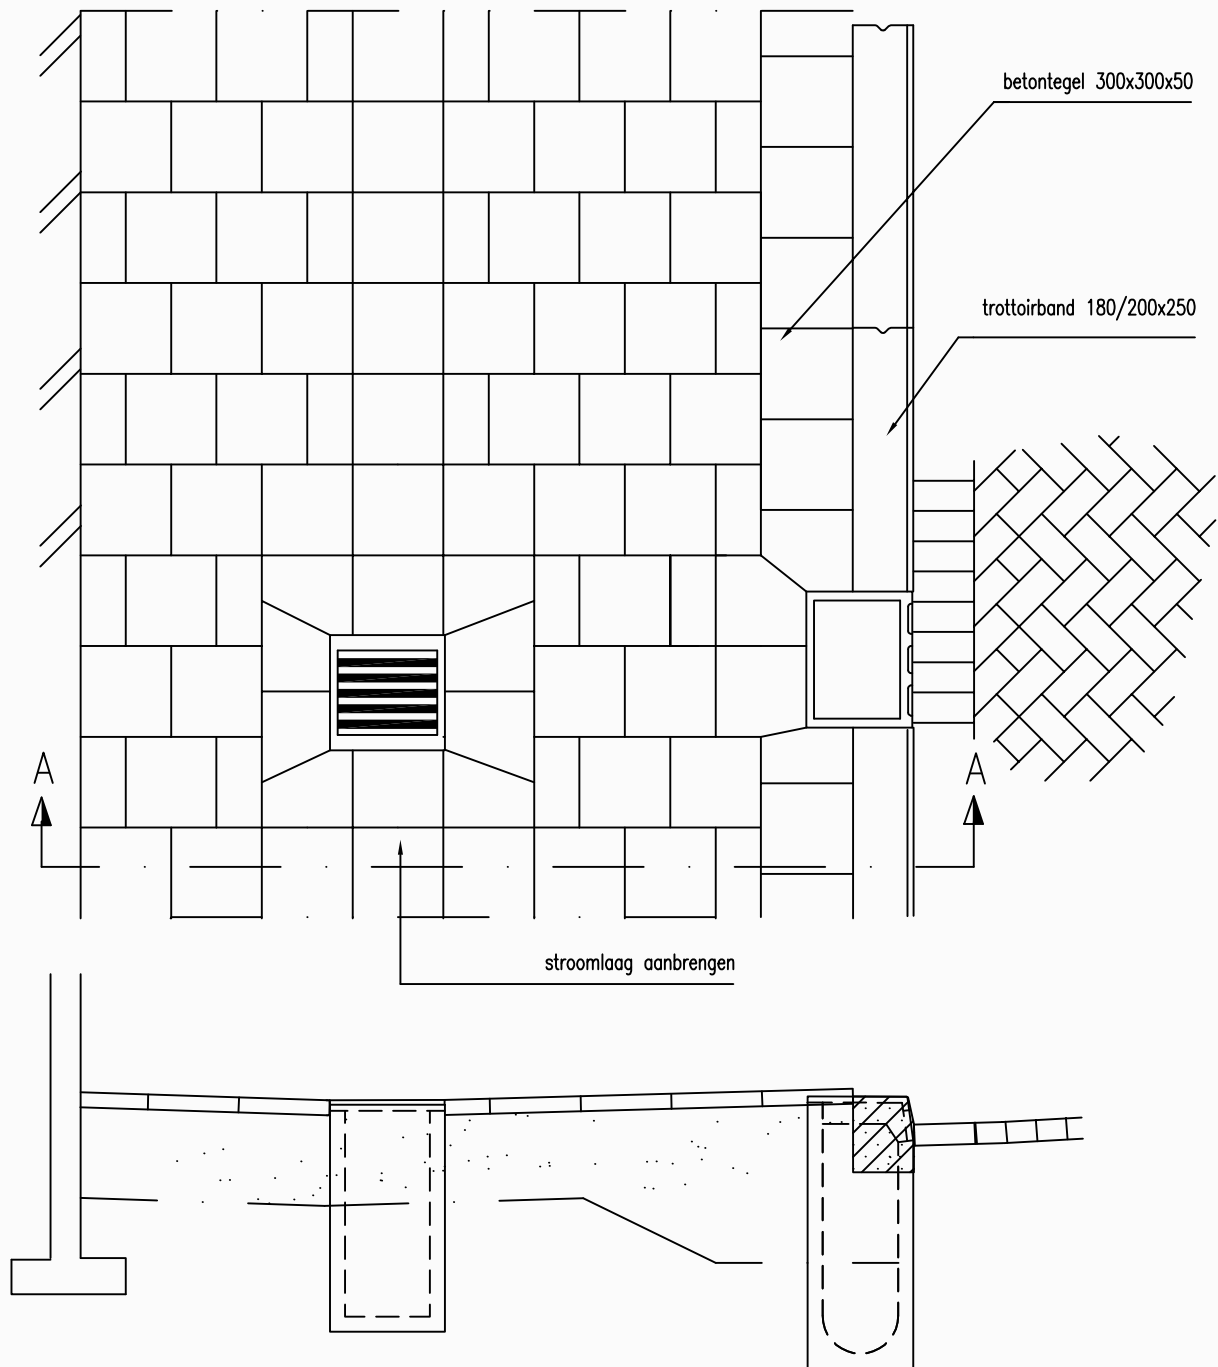 betontegel 300x300x50
trottoirband 180/200x250
A
A
stroomlaag aanbrengen